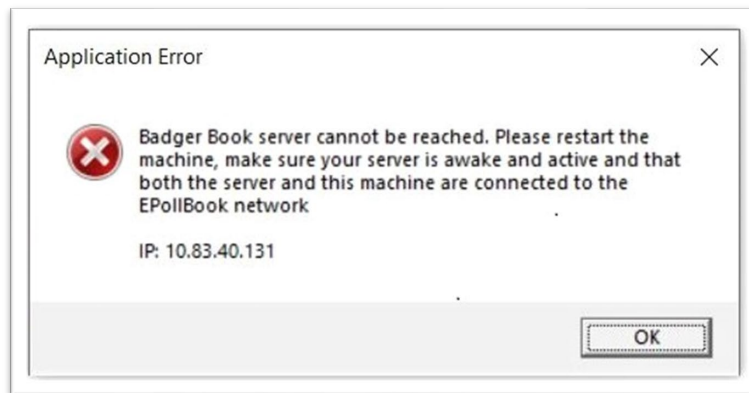 Application Error
Badger Book server cannot be reached. Please restart the
machine, make sure your server is awake and active and that
both the server and this machine are connected to the
EPollBook network
IP: 10.83.40.131
OK